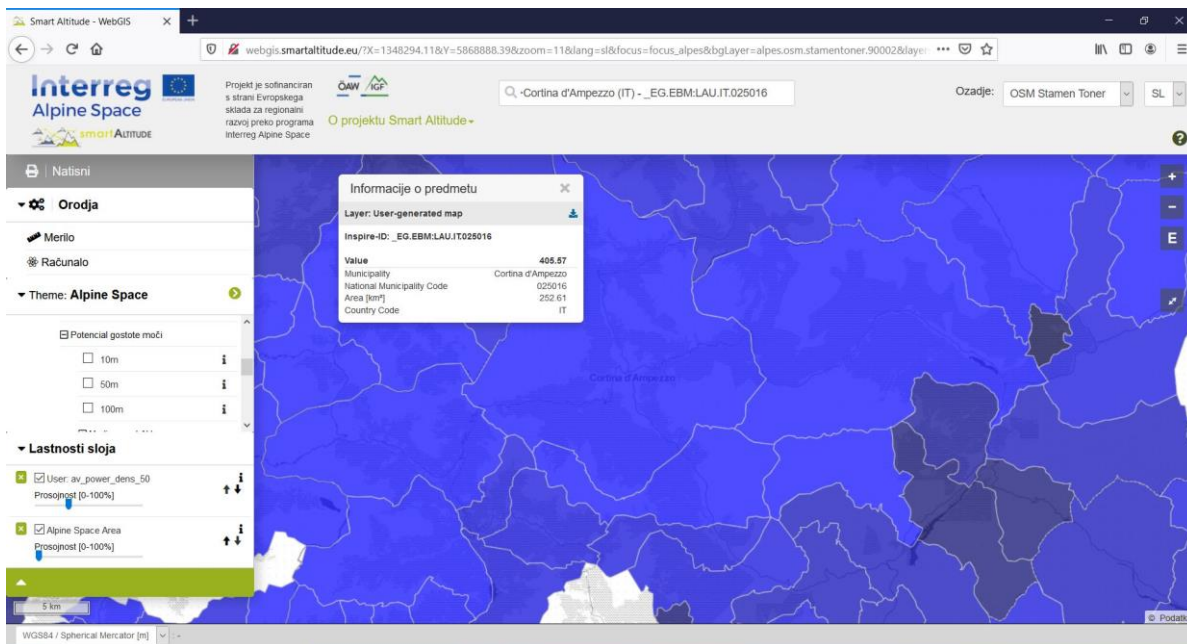 Smart Altitude - WebGIS
webgis.smartaltitude.eu/?X=1348294.11&Y=5868888.39&zoom=11&lang=sl&focus=focus_alpes&bgLayer=alpes.osm.stamentoner.90002&layer
Interreg
Alpine Space
smartALTITUDE
Projekt je sofinanciran
s strani Evropskega
sklada za regionalni
razvoj preko programa
Interreg Alpine Space
ÖAW IGF
O projektu Smart Altitude
-Cortina d'Ampezzo (IT) - _EG.EBM:LAU.IT.025016
Ozadje: OSM Stamen Toner SL
Natisni
Orodja
Merilo
Računalo
Theme: Alpine Space
Potencial gostote moči
10m
50m
100m
Lastnosti sloja
User: av_power_dens_50
Prosojnost [0-100%]
Alpine Space Area
Prosojnost [0-100%]
5 km
WGS84 / Spherical Mercator [m] : -
Informacije o predmetu
Layer: User-generated map
Inspire-ID: _EG.EBM:LAU.IT.025016
Value 405.57
Municipality Cortina d'Ampezzo
National Municipality Code 025016
Area [km²] 252.61
Country Code IT
Cortina d'Ampezzo
E
© Podatk